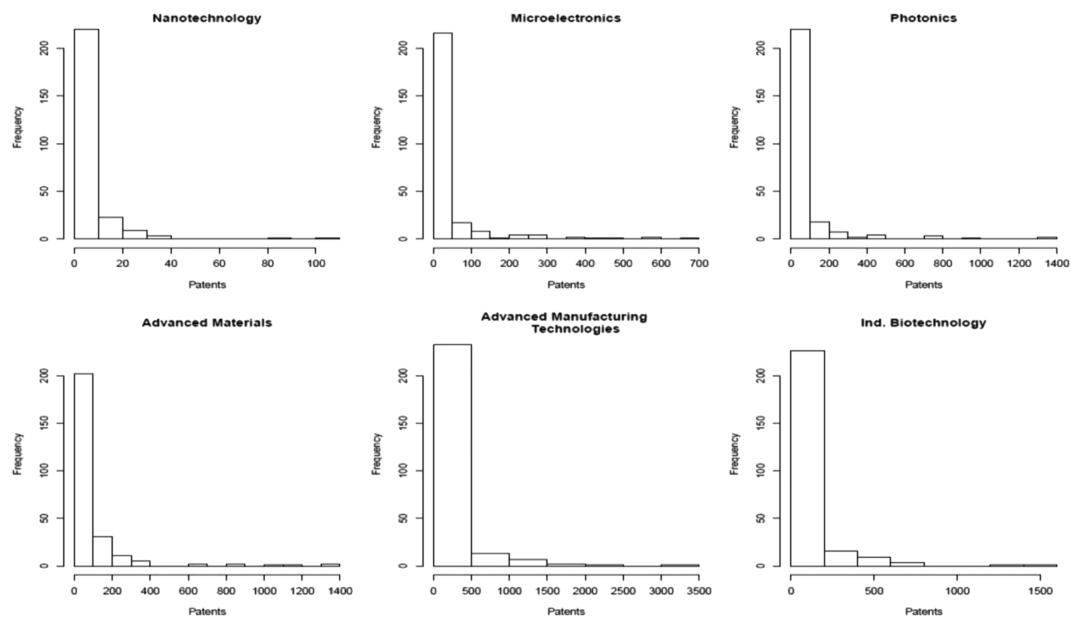 Nanotechnology
Frequency
0 50 100 150 200
0 20 40 60 80 100
Patents
Microelectronics
Frequency
0 50 100 150 200
0 100 200 300 400 500 600 700
Patents
Photonics
Frequency
0 50 100 150 200
0 200 400 600 800 1000 1200 1400
Patents
Advanced Materials
Frequency
0 50 100 150 200
0 200 400 600 800 1000 1200 1400
Patents
Advanced Manufacturing
Technologies
Frequency
0 50 100 150 200
0 500 1000 1500 2000 2500 3000 3500
Patents
Ind. Biotechnology
Frequency
0 50 100 150 200
0 500 1000 1500
Patents